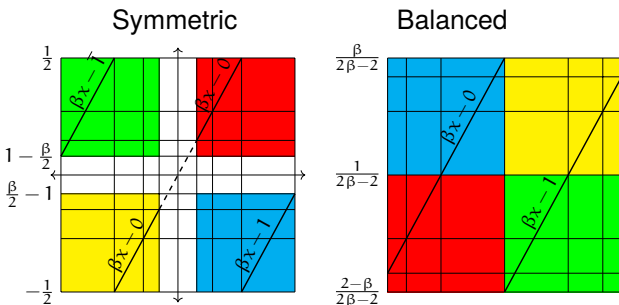 Symmetric
½
βx − 1
βx − 0
1 − β/2
β/2 − 1
βx − 0
βx − 1
−½
Balanced
β/2β−2
βx − 0
1/2β−2
βx − 1
2−β/2β−2